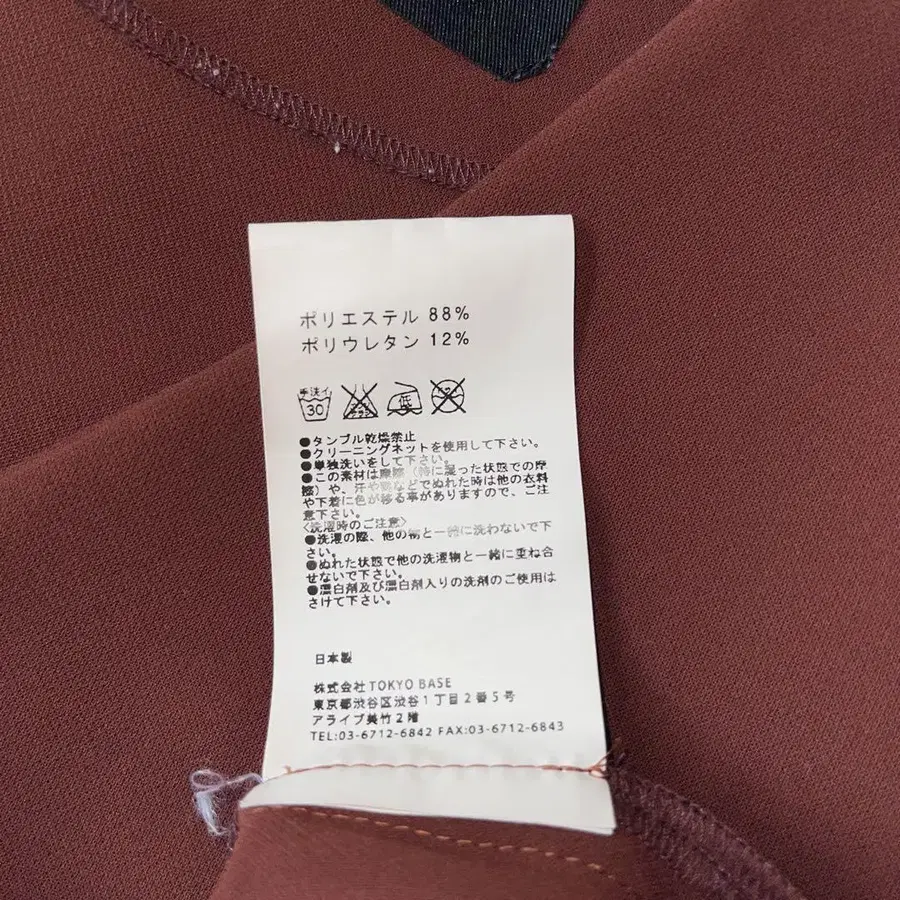 ポリエステル 88%
ポリウレタン 12%
手洗イ
30
低
●タンブル乾燥禁止
●クリーニングネットを使用して下さい。
●単独洗いをして下さい。
●この素材は摩擦（特に湿った状態での摩
擦）や、汗や雨などでぬれた時は他の衣料
や下着に色が移る事がありますので、ご注
意下さい。
〈洗濯時のご注意〉
●洗濯の際、他の物と一緒に洗わないで下
さい。
●ぬれた状態で他の洗濯物と一緒に重ね合
せないで下さい。
●漂白剤及び漂白剤入りの洗剤のご使用は
さけて下さい。
日本製
株式会社 TOKYO BASE
東京都渋谷区渋谷1丁目2番5号
アライブ美竹2階
TEL:03-6712-6842 FAX:03-6712-6843